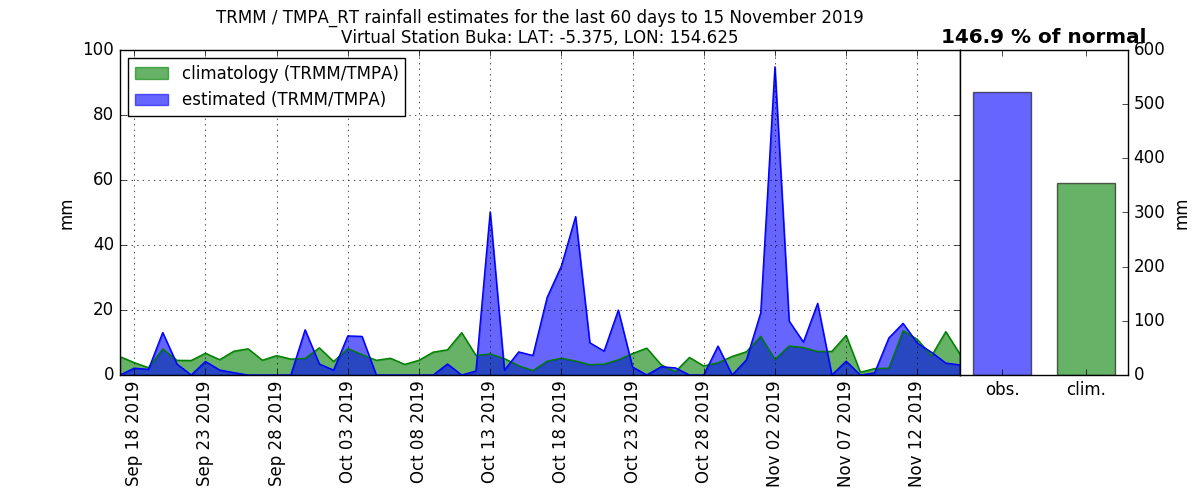 TRMM / TMPA_RT rainfall estimates for the last 60 days to 15 November 2019
Virtual Station Buka: LAT: -5.375, LON: 154.625
146.9 % of normal
climatology (TRMM/TMPA)
estimated (TRMM/TMPA)
100
80
60
40
20
0
mm
Sep 18 2019
Sep 23 2019
Sep 28 2019
Oct 03 2019
Oct 08 2019
Oct 13 2019
Oct 18 2019
Oct 23 2019
Oct 28 2019
Nov 02 2019
Nov 07 2019
Nov 12 2019
obs.
clim.
600
500
400
300
200
100
0
mm